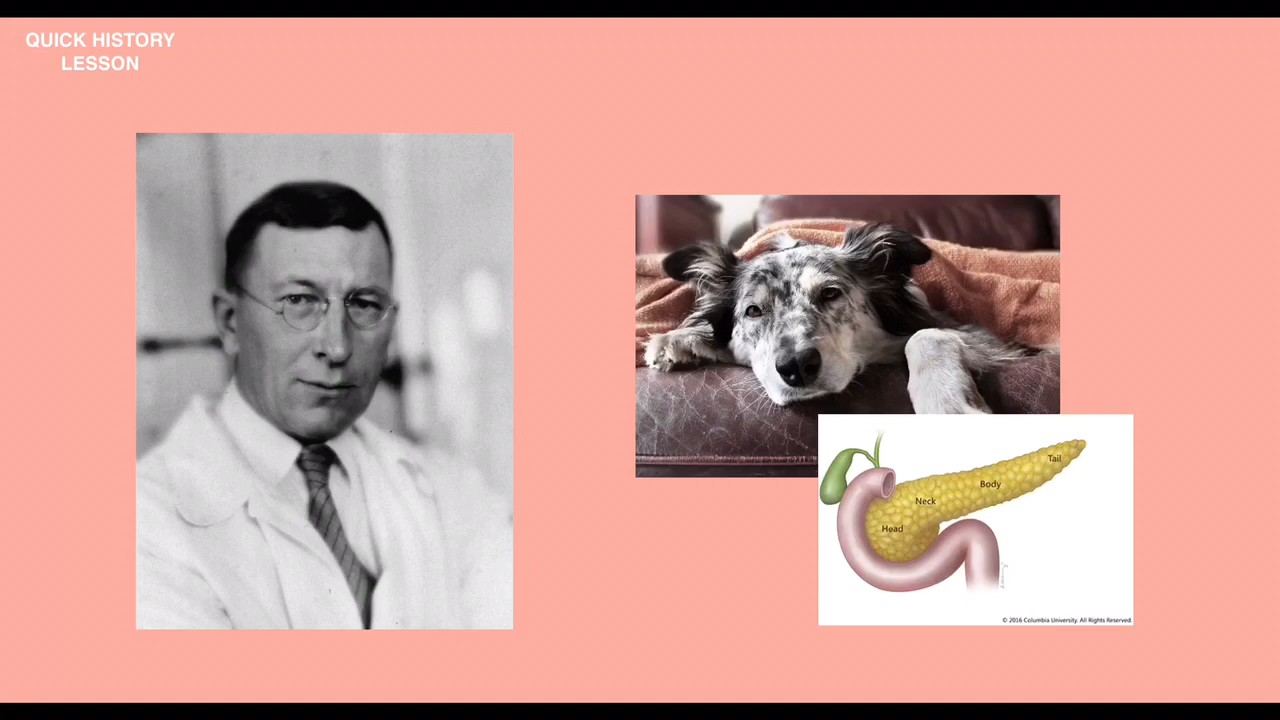 QUICK HISTORY
LESSON
Tail
Body
Neck
Head
© 2016 Columbia University. All Rights Reserved.